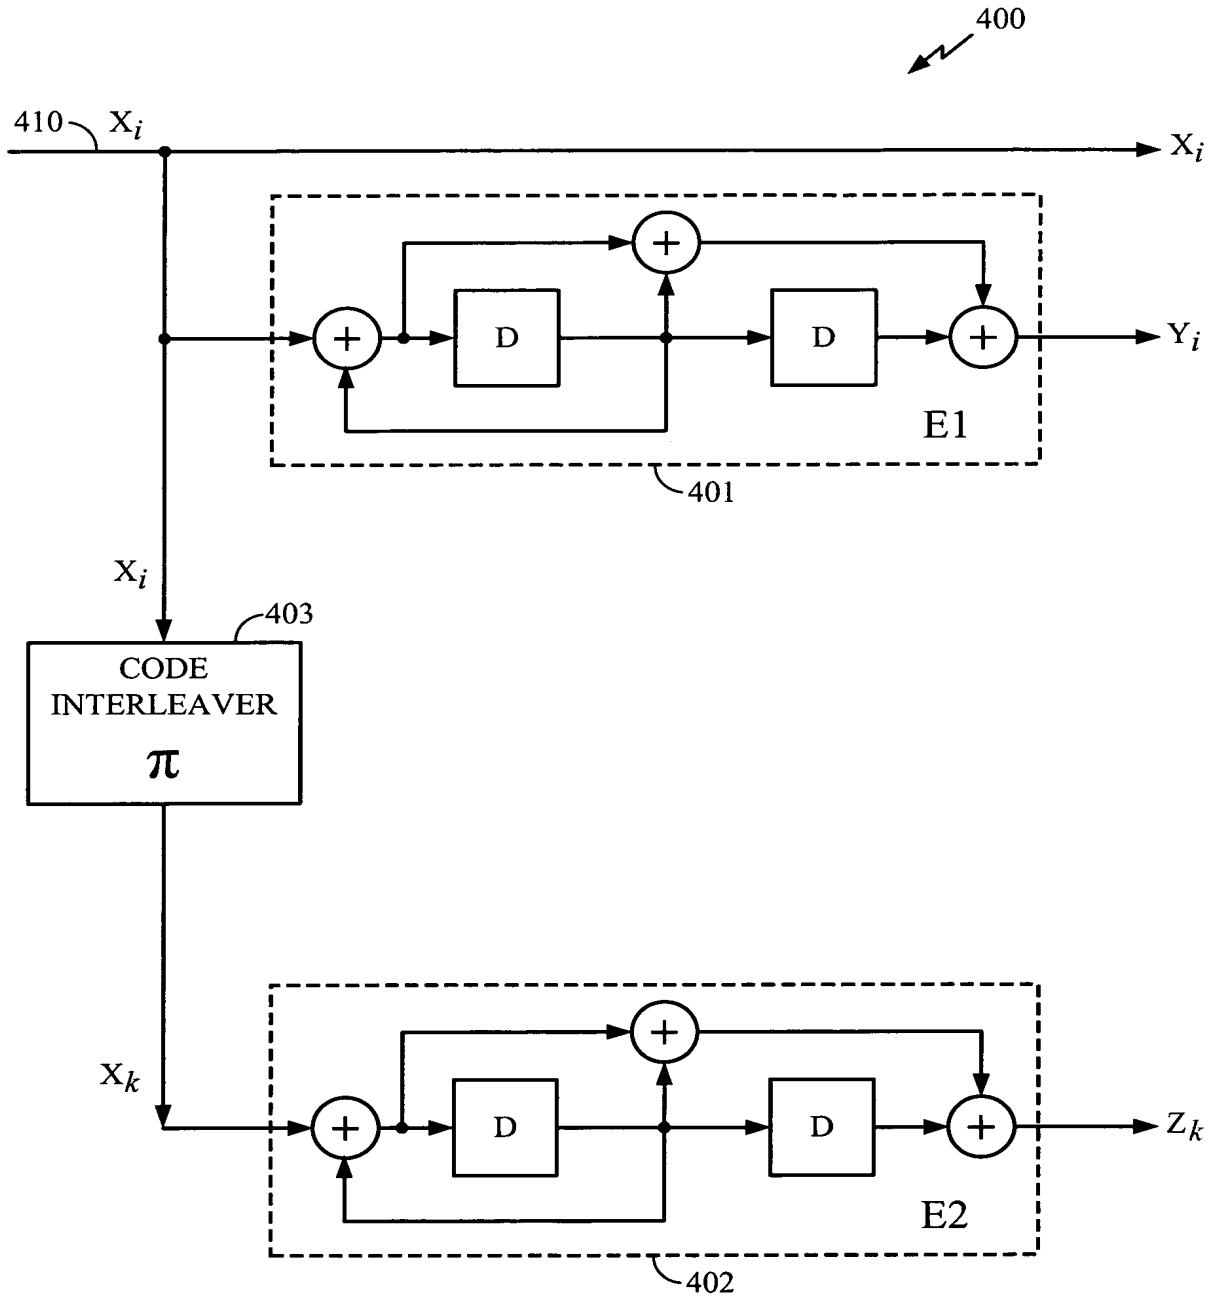 400
410 Xi Xi
+
+ D D + Yi
E1
401
Xi
403
CODE
INTERLEAVER
π
+
Xk
+ D D + Zk
E2
402